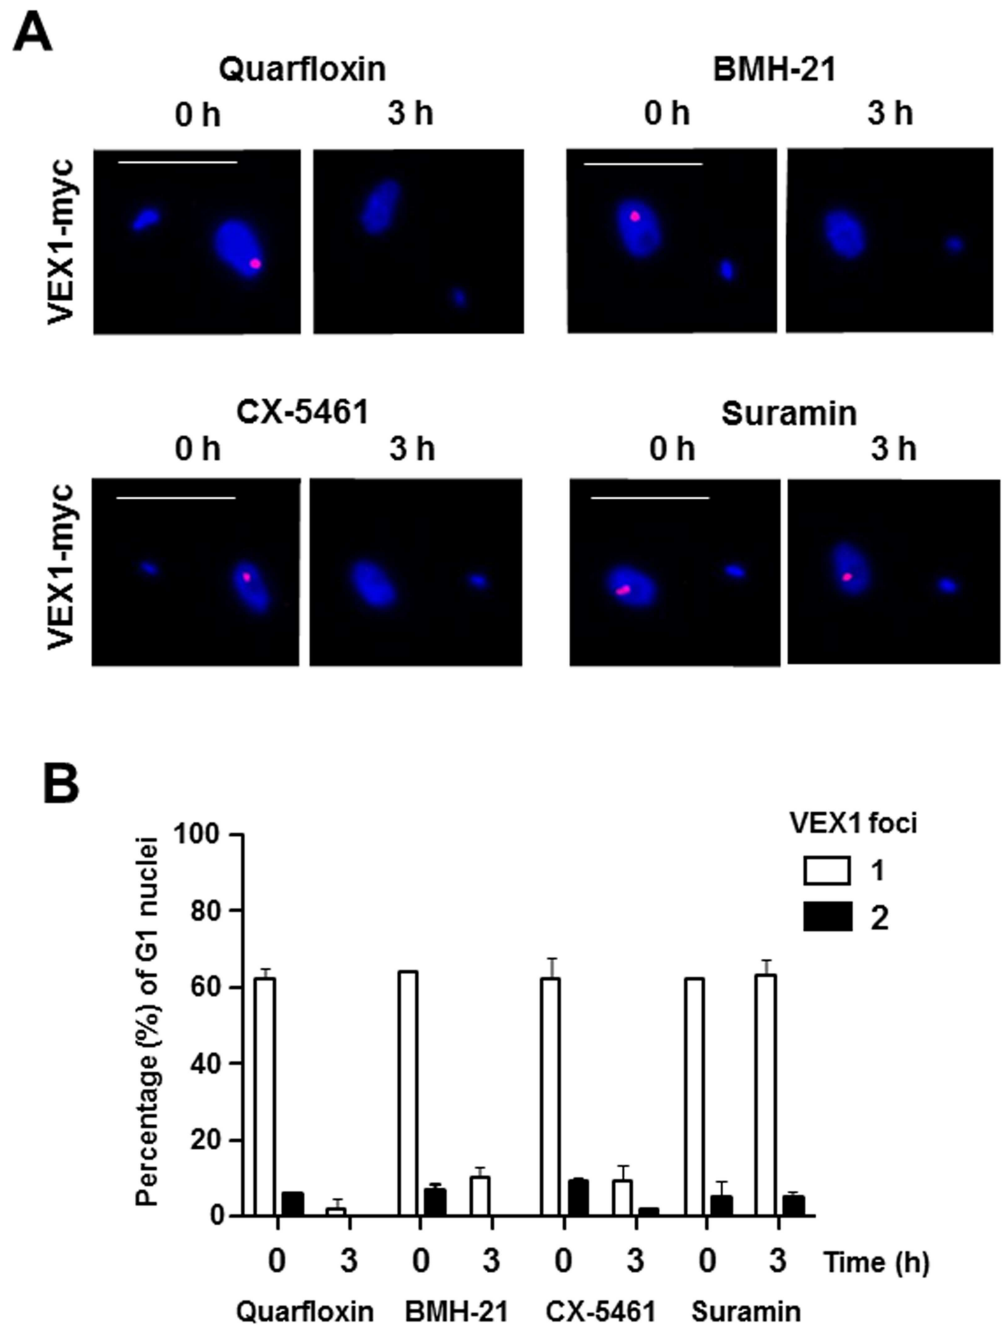 A
Quarfloxin BMH-21
0 h 3 h 0 h 3 h
VEX1-myc
CX-5461 Suramin
0 h 3 h 0 h 3 h
VEX1-myc
B
VEX1 foci
1
2
Percentage (%) of G1 nuclei
100
80
60
40
20
0
0 3 0 3 0 3 0 3 Time (h)
Quarfloxin BMH-21 CX-5461 Suramin